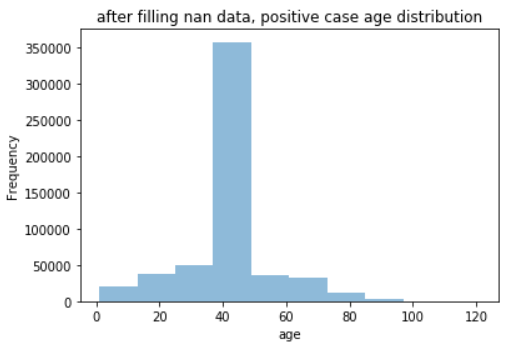 after filling nan data, positive case age distribution
350000
300000
250000
200000
150000
100000
50000
0
Frequency
0 20 40 60 80 100 120
age